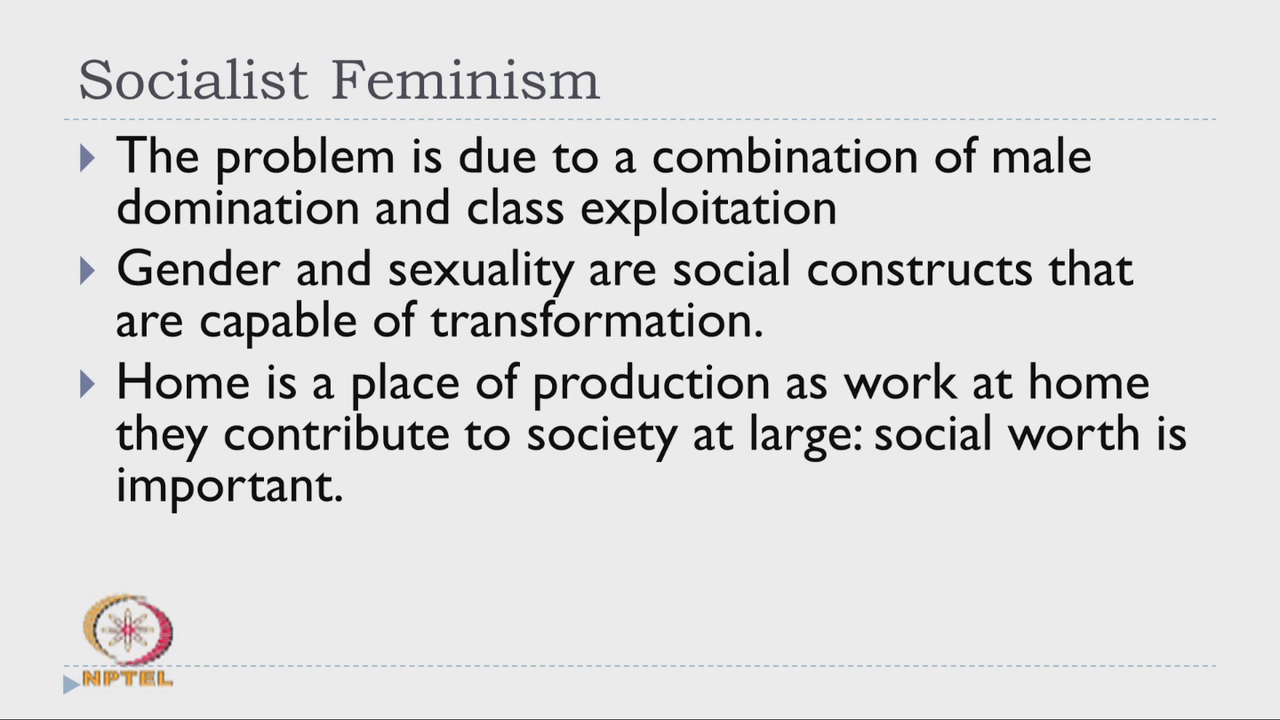 Socialist Feminism
The problem is due to a combination of male
domination and class exploitation
Gender and sexuality are social constructs that
are capable of transformation.
Home is a place of production as work at home
they contribute to society at large: social worth is
important.
NPTEL